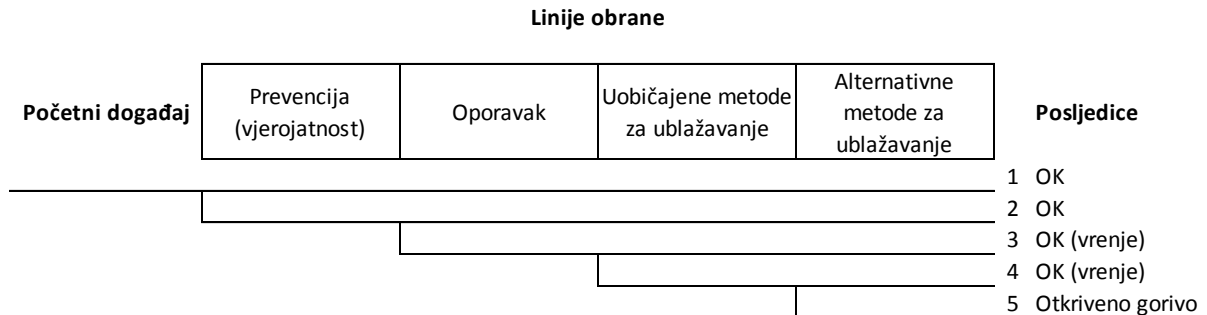 Linije obrane
Početni događaj
Prevencija
(vjerojatnost)
Oporavak
Uobičajene metode
za ublažavanje
Alternativne
metode za
ublažavanje
Posljedice
1 OK
2 OK
3 OK (vrenje)
4 OK (vrenje)
5 Otkriveno gorivo